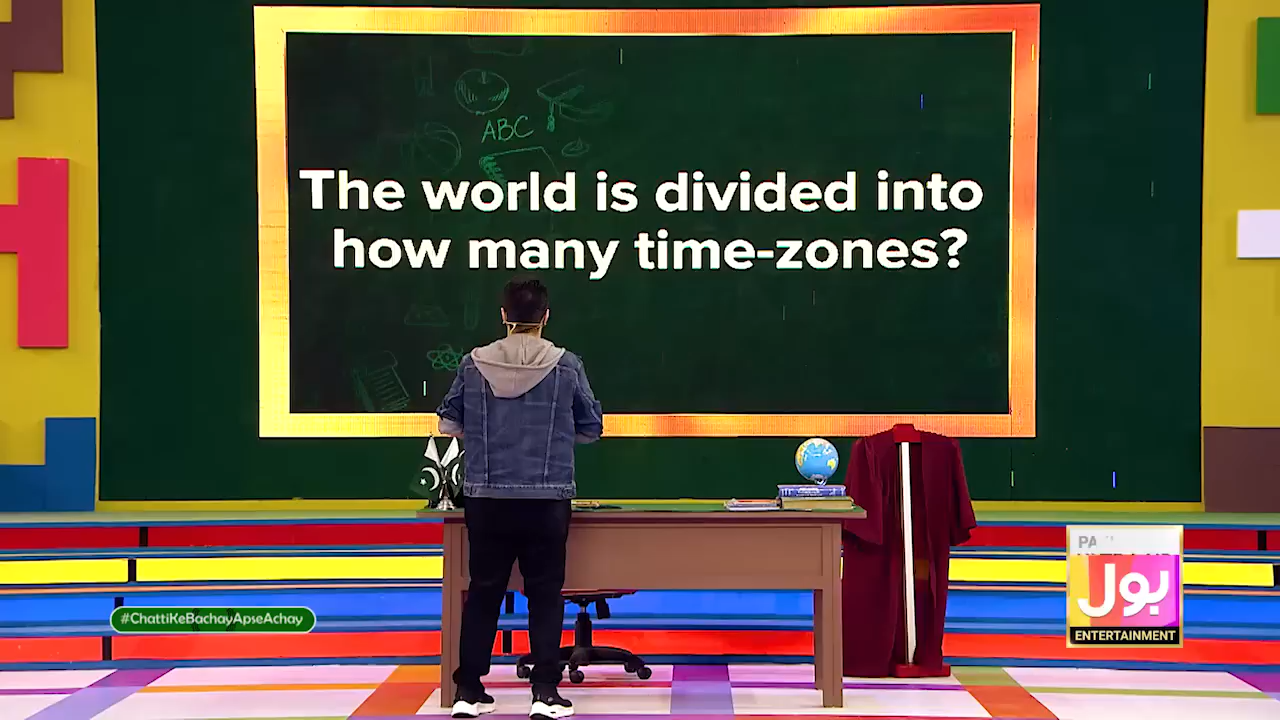 ABC
The world is divided into
how many time-zones?
#ChattiKeBachayApseAchay
بول
ENTERTAINMENT